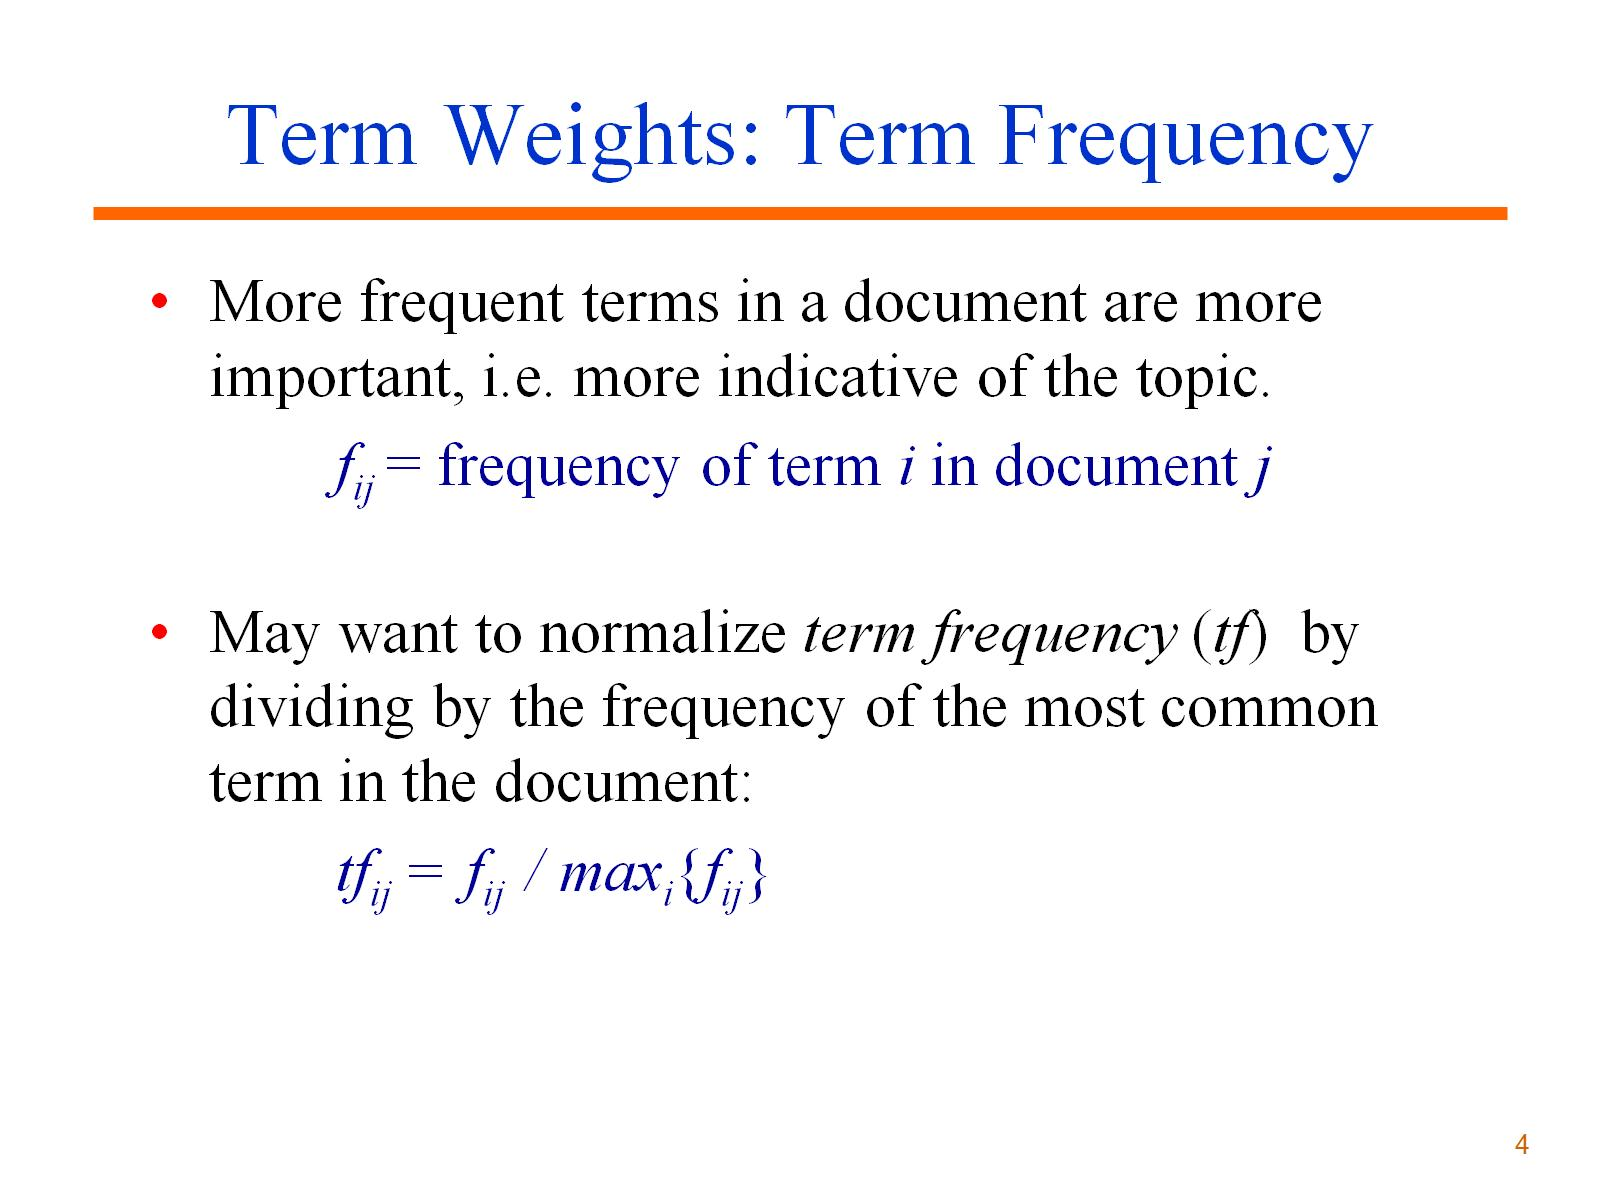 Term Weights: Term Frequency
• More frequent terms in a document are more
important, i.e. more indicative of the topic.
fij = frequency of term i in document j
• May want to normalize term frequency (tf) by
dividing by the frequency of the most common
term in the document:
tfij = fij / maxi{fij}
4